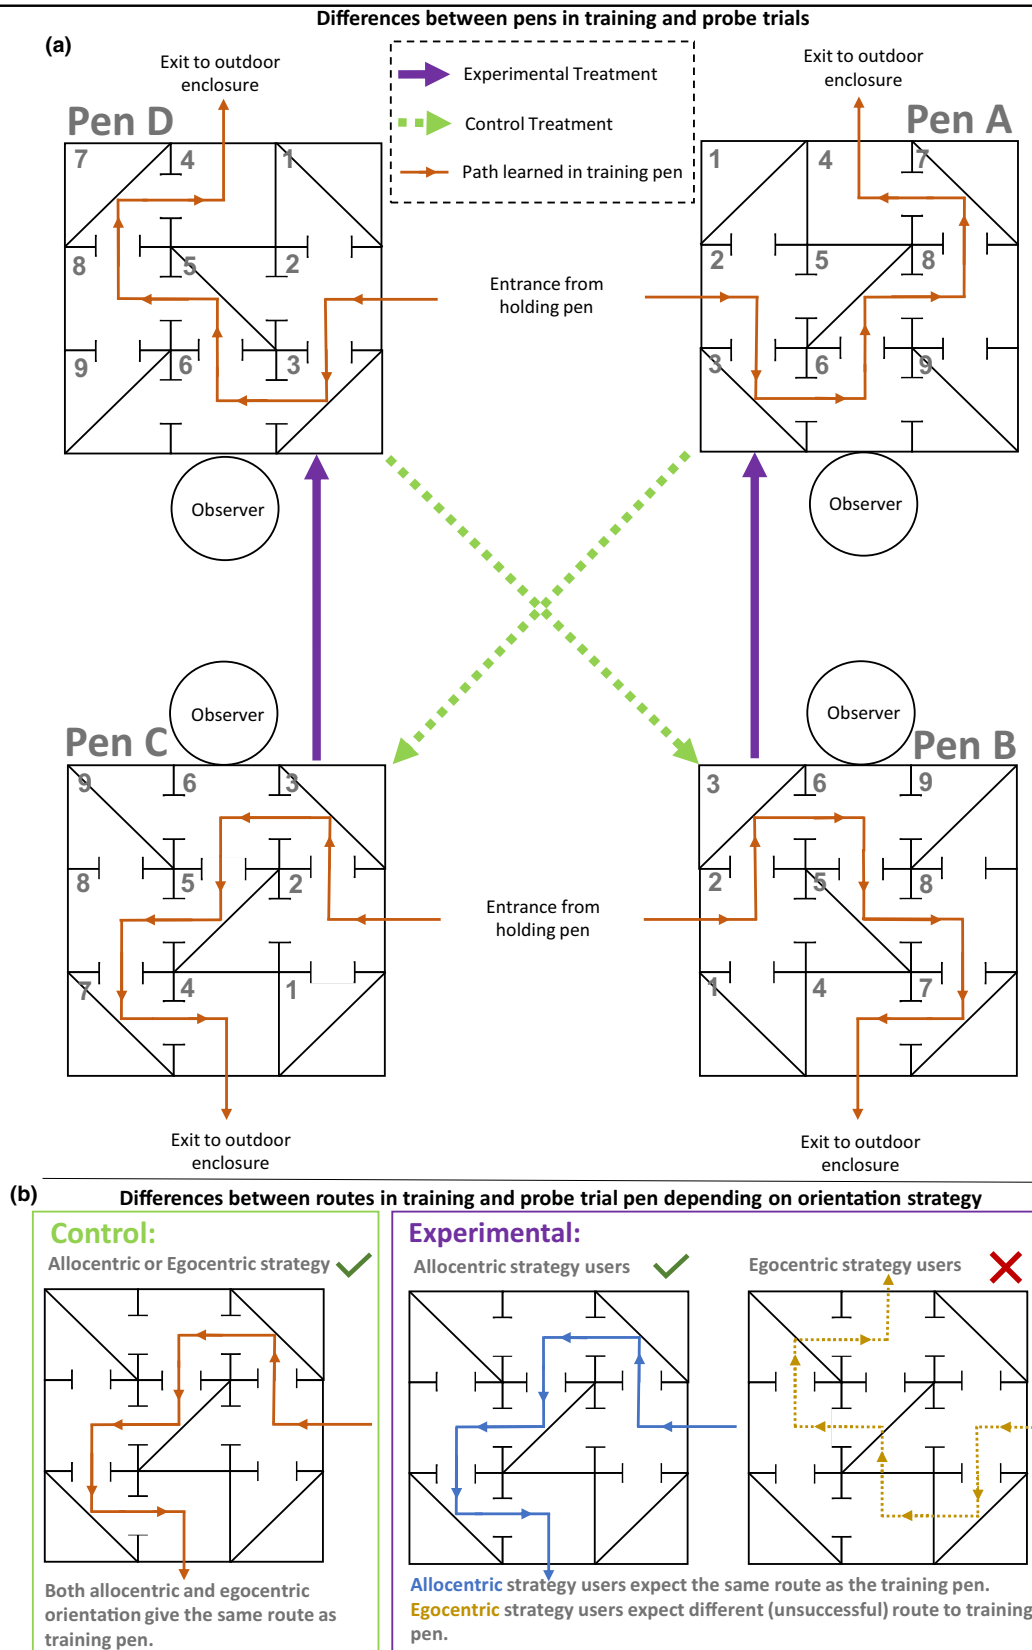 Differences between pens in training and probe trials
(a)
Exit to outdoor
enclosure
Experimental Treatment
Control Treatment
Path learned in training pen
Exit to outdoor
enclosure
Pen D
Pen A
7 4 1
8 5 2
9 6 3
1 4 7
2 5 8
3 6 9
Entrance from
holding pen
Observer
Observer
Observer
Observer
Pen C
Pen B
9 6 3
8 5 2
7 4 1
3 6 9
2 5 8
1 4 7
Entrance from
holding pen
Exit to outdoor
enclosure
Exit to outdoor
enclosure
(b)
Differences between routes in training and probe trial pen depending on orientation strategy
Control:
Allocentric or Egocentric strategy
Both allocentric and egocentric
orientation give the same route as
training pen.
Experimental:
Allocentric strategy users
Egocentric strategy users
Allocentric strategy users expect the same route as the training pen.
Egocentric strategy users expect different (unsuccessful) route to training
pen.